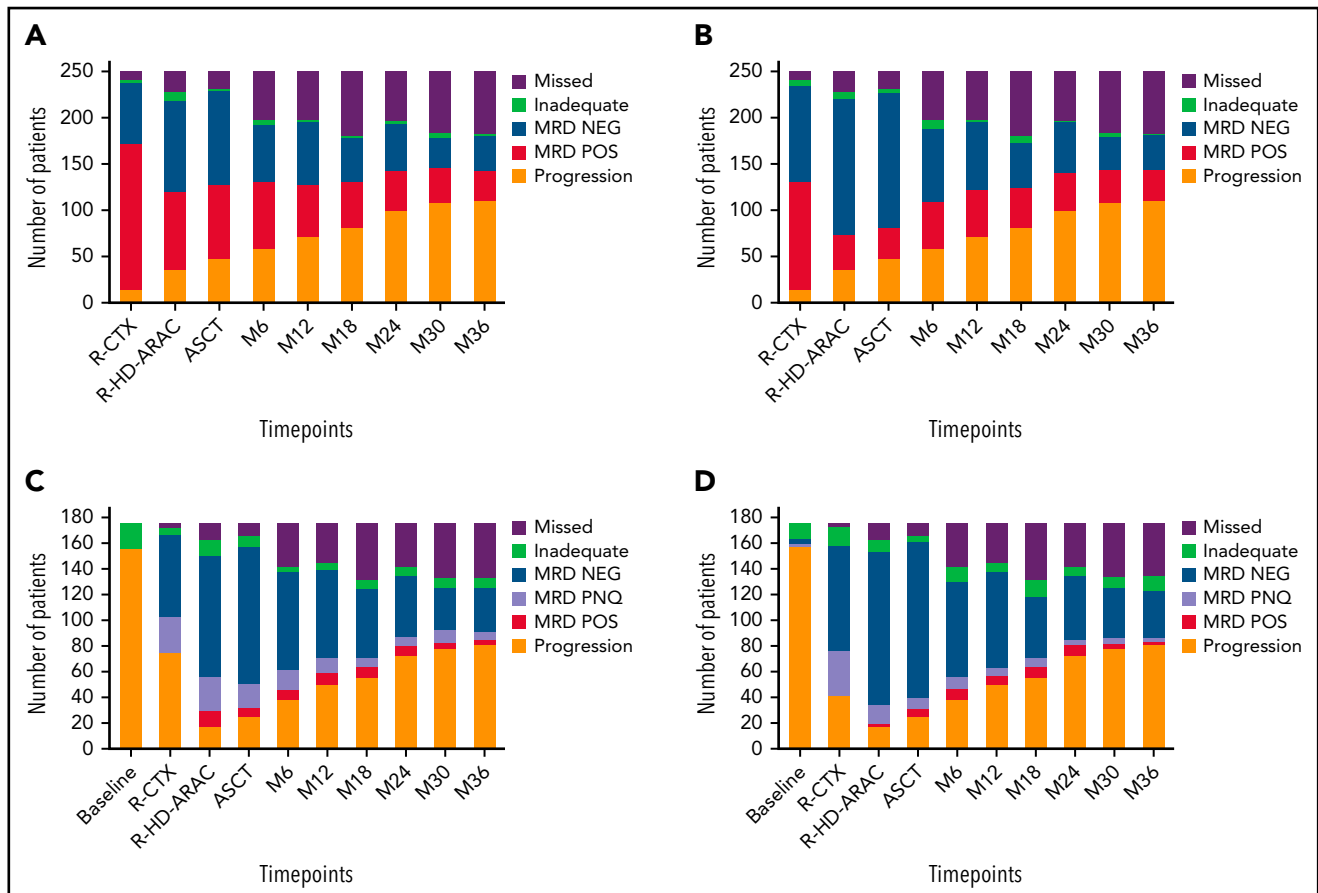 A
Number of patients
250
200
150
100
50
0
R-CTX
R-HD-ARAC
ASCT
M6
M12
M18
M24
M30
M36
Timepoints
Missed
Inadequate
MRD NEG
MRD POS
Progression
B
Number of patients
250
200
150
100
50
0
R-CTX
R-HD-ARAC
ASCT
M6
M12
M18
M24
M30
M36
Timepoints
Missed
Inadequate
MRD NEG
MRD POS
Progression
C
Number of patients
180
160
140
120
100
80
60
40
20
0
Baseline
R-CTX
R-HD-ARAC
ASCT
M6
M12
M18
M24
M30
M36
Timepoints
Missed
Inadequate
MRD NEG
MRD PNQ
MRD POS
Progression
D
Number of patients
180
160
140
120
100
80
60
40
20
0
Baseline
R-CTX
R-HD-ARAC
ASCT
M6
M12
M18
M24
M30
M36
Timepoints
Missed
Inadequate
MRD NEG
MRD PNQ
MRD POS
Progression